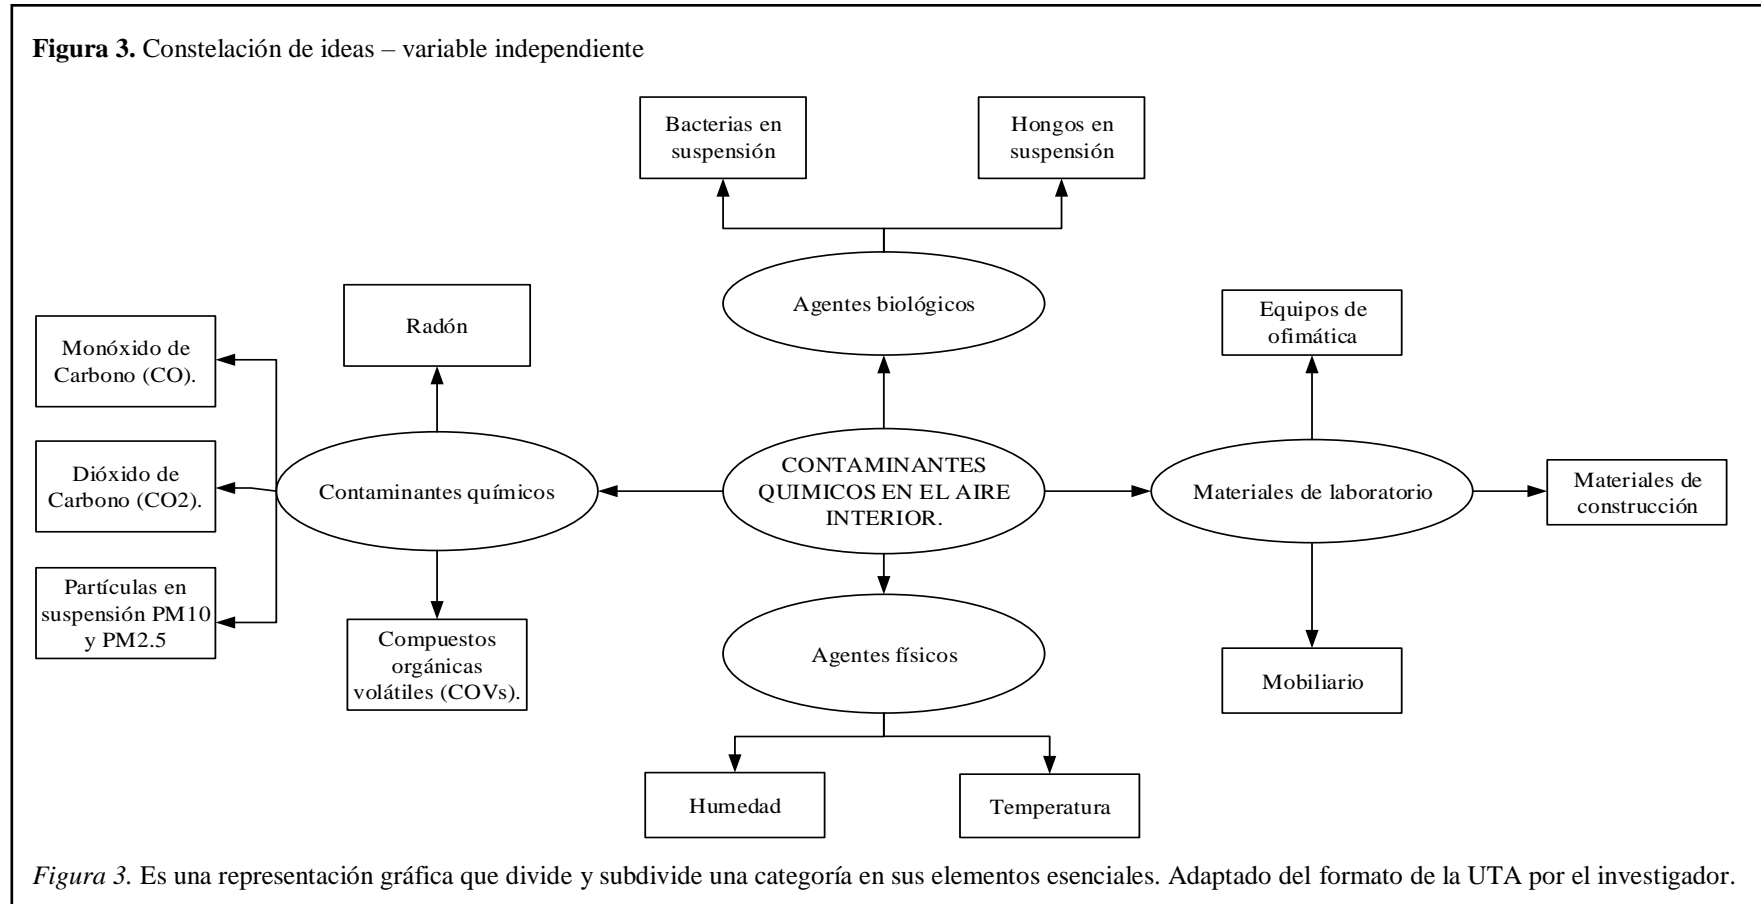 Figura 3. Constelación de ideas – variable independiente
Bacterias en
suspensión
Hongos en
suspensión
Agentes biológicos
Radón
Equipos de
ofimática
Monóxido de
Carbono (CO).
Dióxido de
Carbono (CO2).
Contaminantes químicos
CONTAMINANTES
QUIMICOS EN EL AIRE
INTERIOR.
Materiales de laboratorio
Materiales de
construcción
Partículas en
suspensión PM10
y PM2.5
Compuestos
orgánicas
volátiles (COVs).
Agentes físicos
Mobiliario
Humedad
Temperatura
Figura 3. Es una representación gráfica que divide y subdivide una categoría en sus elementos esenciales. Adaptado del formato de la UTA por el investigador.